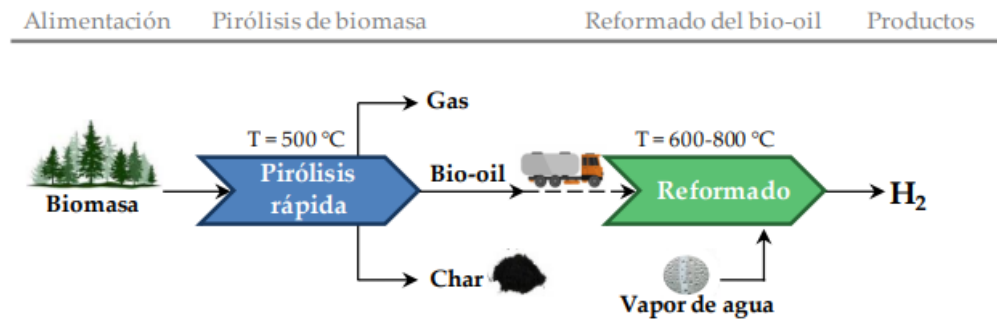 Alimentación
Pirólisis de biomasa
Reformado del bio-oil
Productos
Gas
T = 500 °C
T = 600-800 °C
Pirólisis
rápida
Bio-oil
Reformado
H₂
Biomasa
Char
Vapor de agua